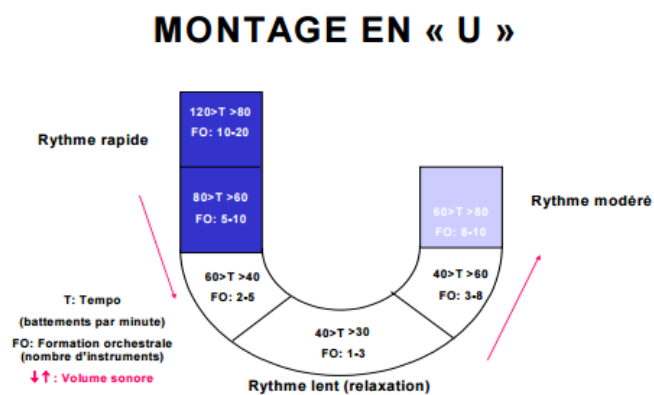 MONTAGE EN « U »
120>T >80
FO: 10-20
Rythme rapide
80>T>60
FO: 5-10
60>T >80
FO: 8-10
Rythme modéré
60>T >40
FO: 2-5
40>T >60
FO: 3-8
T: Tempo
(battements par minute)
FO: Formation orchestrale
(nombre d'instruments)
↓↑: Volume sonore
40>T >30
FO: 1-3
Rythme lent (relaxation)